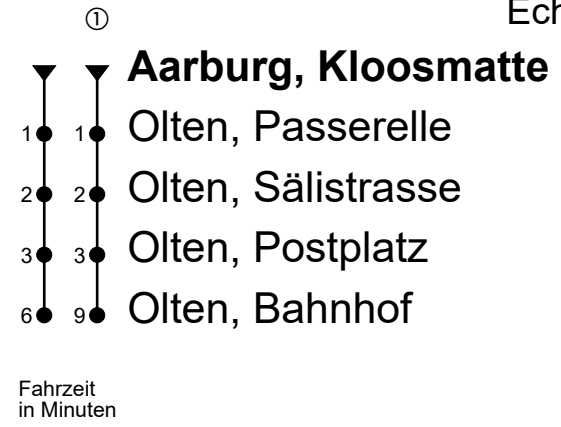 ① Ech
Aarburg, Kloosmatte
1 1 Olten, Passerelle
2 2 Olten, Sälistrasse
3 3 Olten, Postplatz
6 9 Olten, Bahnhof
Fahrzeit
in Minuten